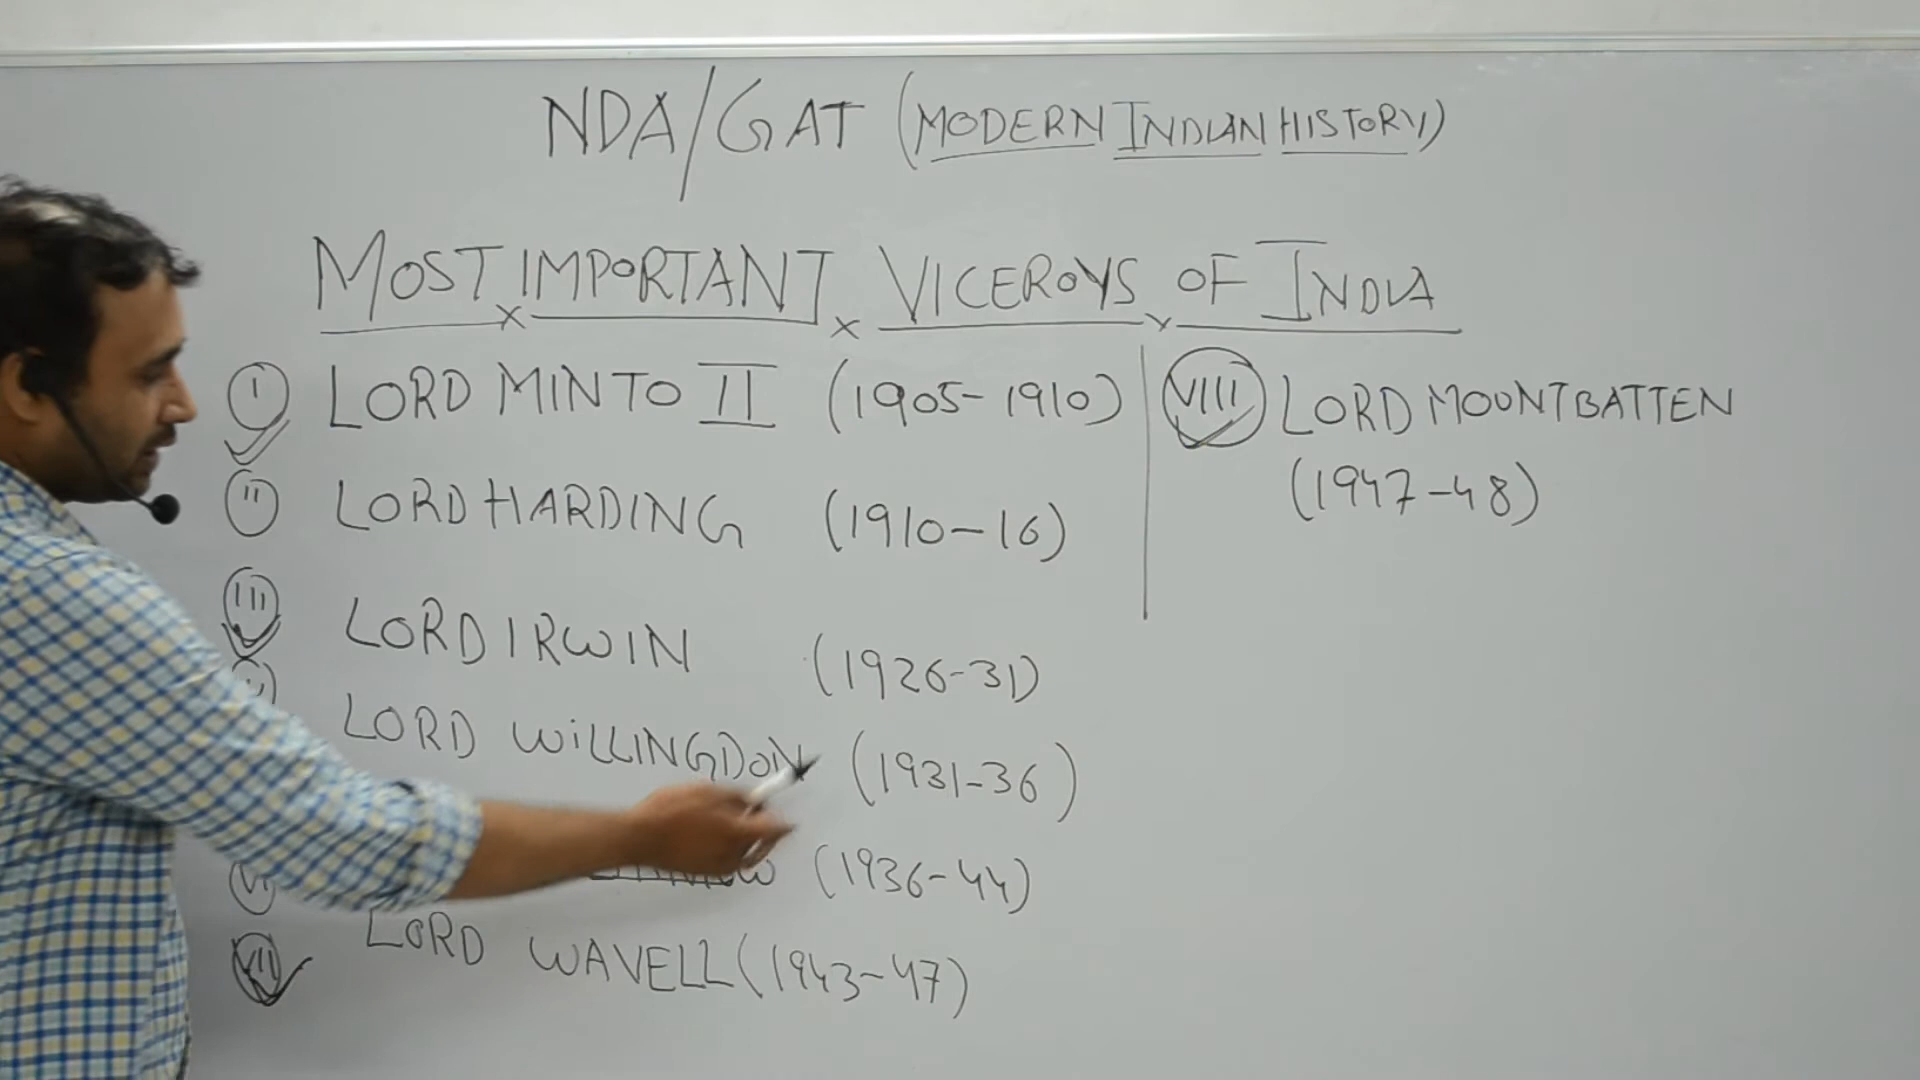 NDA/GAT (MODERN INDIAN HISTORY)
MOST IMPORTANT VICEROYS OF INDIA
I LORD MINTO II (1905-1910)
II LORD HARDING (1910-16)
III LORD IRWIN (1926-31)
LORD WiLLINGDON (1931-36)
(1936-44)
VII LORD WAVELL (1943-47)
VIII LORD MOUNTBATTEN
(1947-48)